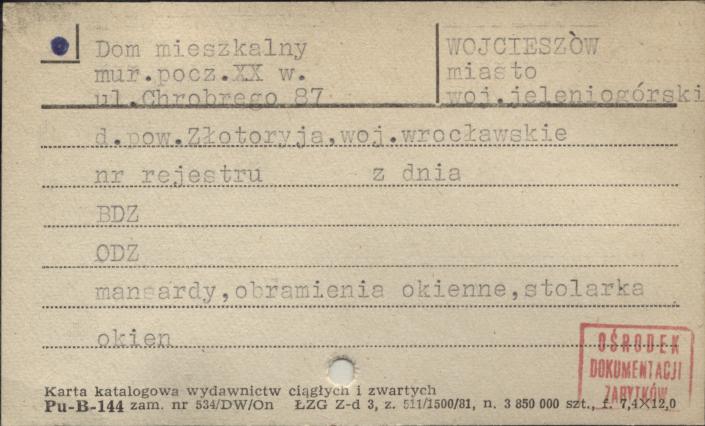 Dom mieszkalny
mur.pocz.XX w.
ul.Chrobrego 87
WOJCIESZÒW
miasto
woj.jeleniogórski
d.pow.Złotoryja,woj.wrocławskie
nr rejestru z dnia
BDZ
ODZ
mansardy,obramienia okienne,stolarka
okien
OŚRODEK
DOKUMENTACJI
ZABYTKÓW
Karta katalogowa wydawnictw ciągłych i zwartych
Pu-B-144 zam. nr 534/DW/On ŁZG Z-d 3, z. 511/1500/81, n. 3 850 000 szt., f. 7,4X12,0